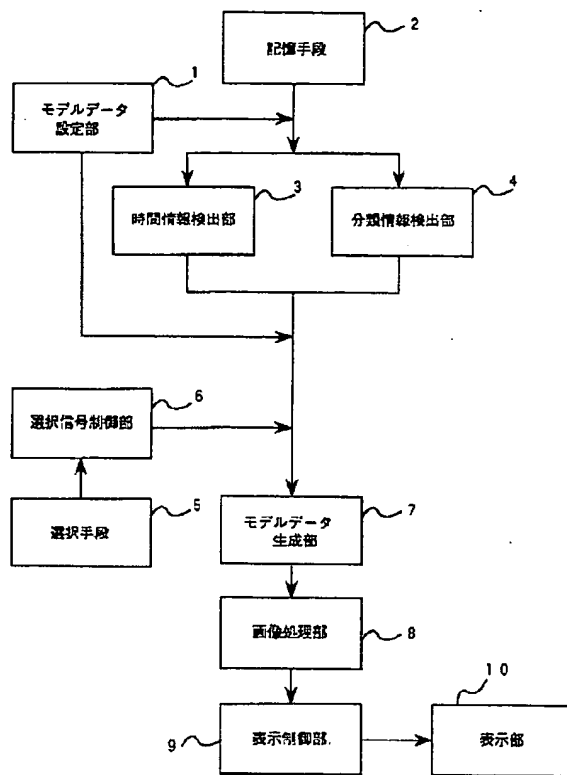 2
記憶手段
1
モデルデータ
設定部
3
時間情報検出部
4
分類情報検出部
6
選択信号制御部
5
選択手段
7
モデルデータ
生成部
8
画像処理部
9
表示制御部
10
表示部